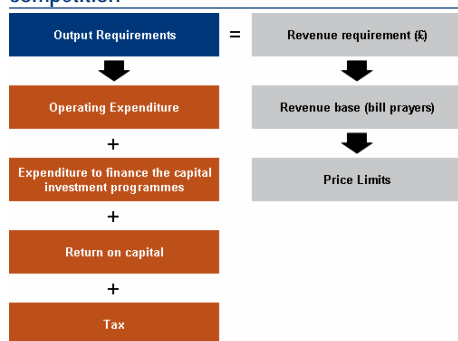 competition
Output Requirements
=
Revenue requirement (£)
Operating Expenditure
Revenue base (bill prayers)
+
Expenditure to finance the capital
investment programmes
Price Limits
+
Return on capital
+
Tax